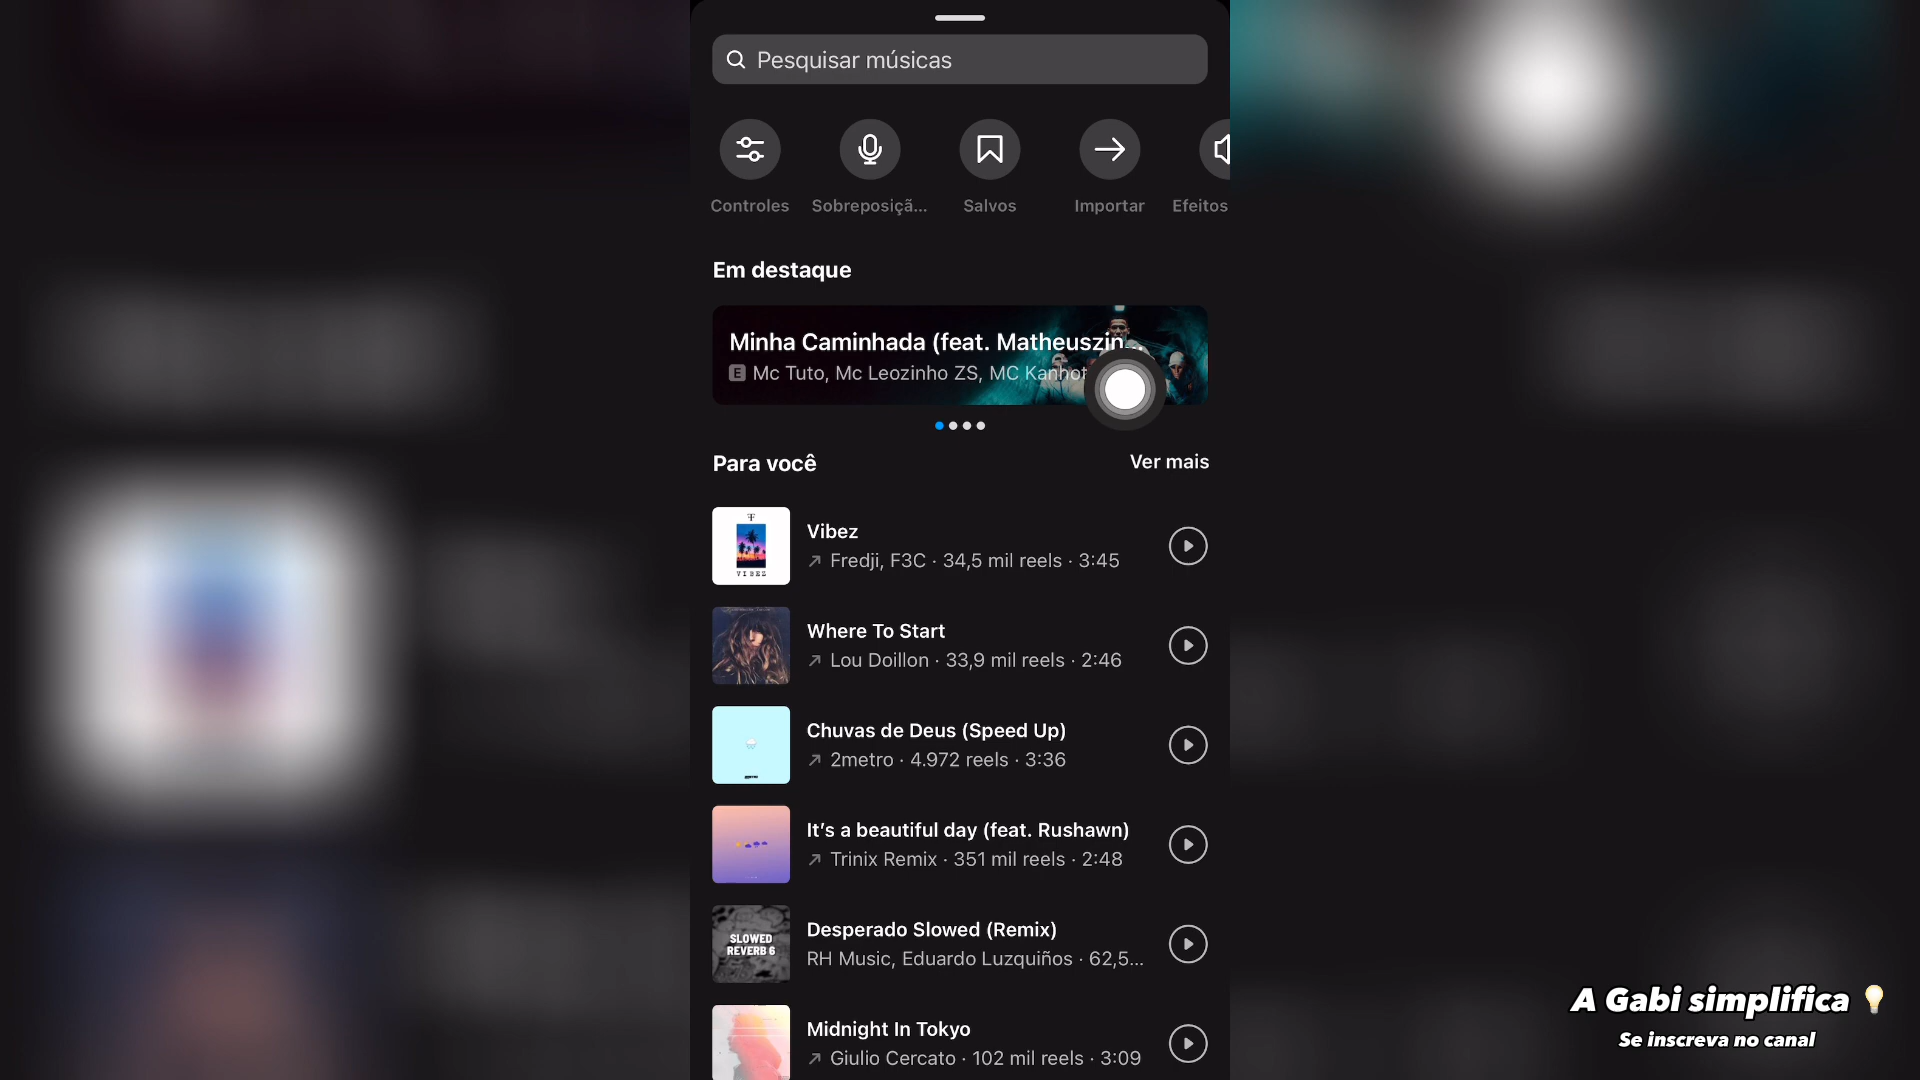 Pesquisar músicas
Controles
Sobreposiçã...
Salvos
Importar
Efeitos
Em destaque
Minha Caminhada (feat. Matheuszin...
E Mc Tuto, Mc Leozinho ZS, MC Kanhot
Para você
Ver mais
VIBEZ
Vibez
Fredji, F3C · 34,5 mil reels · 3:45
Where To Start
Lou Doillon · 33,9 mil reels · 2:46
Chuvas de Deus (Speed Up)
2metro · 4.972 reels · 3:36
It's a beautiful day (feat. Rushawn)
Trinix Remix · 351 mil reels · 2:48
SLOWED
REVERB 6
Desperado Slowed (Remix)
RH Music, Eduardo Luzquiños · 62,5...
Midnight In Tokyo
Giulio Cercato · 102 mil reels · 3:09
A Gabi simplifica
Se inscreva no canal